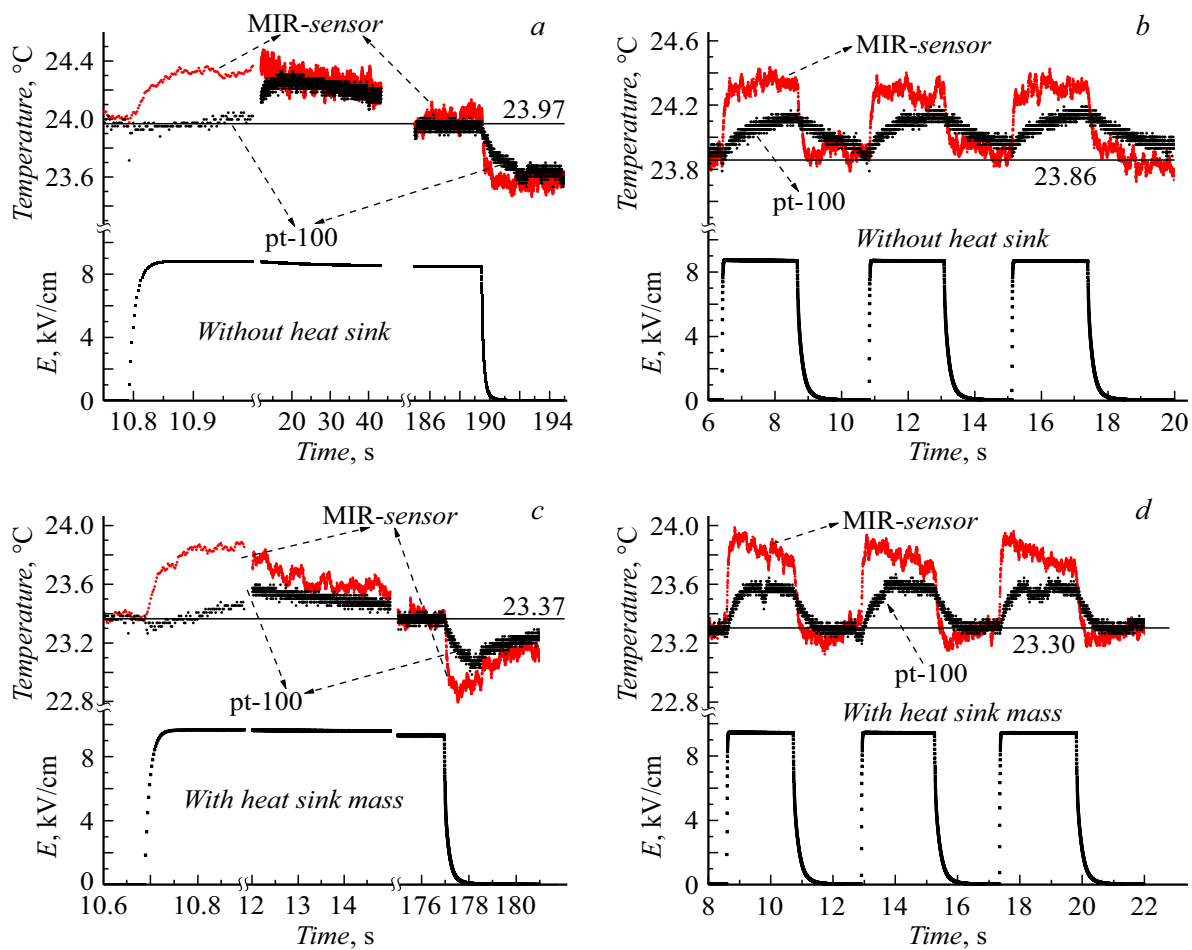 MIR-sensor
a
24.4
24.0
23.6
Temperature, °C
23.97
pt-100
8
4
0
E, kV/cm
Without heat sink
10.8 10.9 20 30 40 186 190 194
Time, s
b
MIR-sensor
24.6
24.2
23.8
Temperature, °C
23.86
pt-100
Without heat sink
8
4
0
E, kV/cm
6 8 10 12 14 16 18 20
Time, s
MIR-sensor
c
24.0
23.6
23.2
22.8
Temperature, °C
23.37
pt-100
8
4
0
E, kV/cm
With heat sink mass
10.6 10.8 12 13 14 176 178 180
Time, s
MIR-sensor
d
24.0
23.6
23.2
22.8
Temperature, °C
23.30
pt-100
With heat sink mass
8
4
0
E, kV/cm
8 10 12 14 16 18 20 22
Time, s